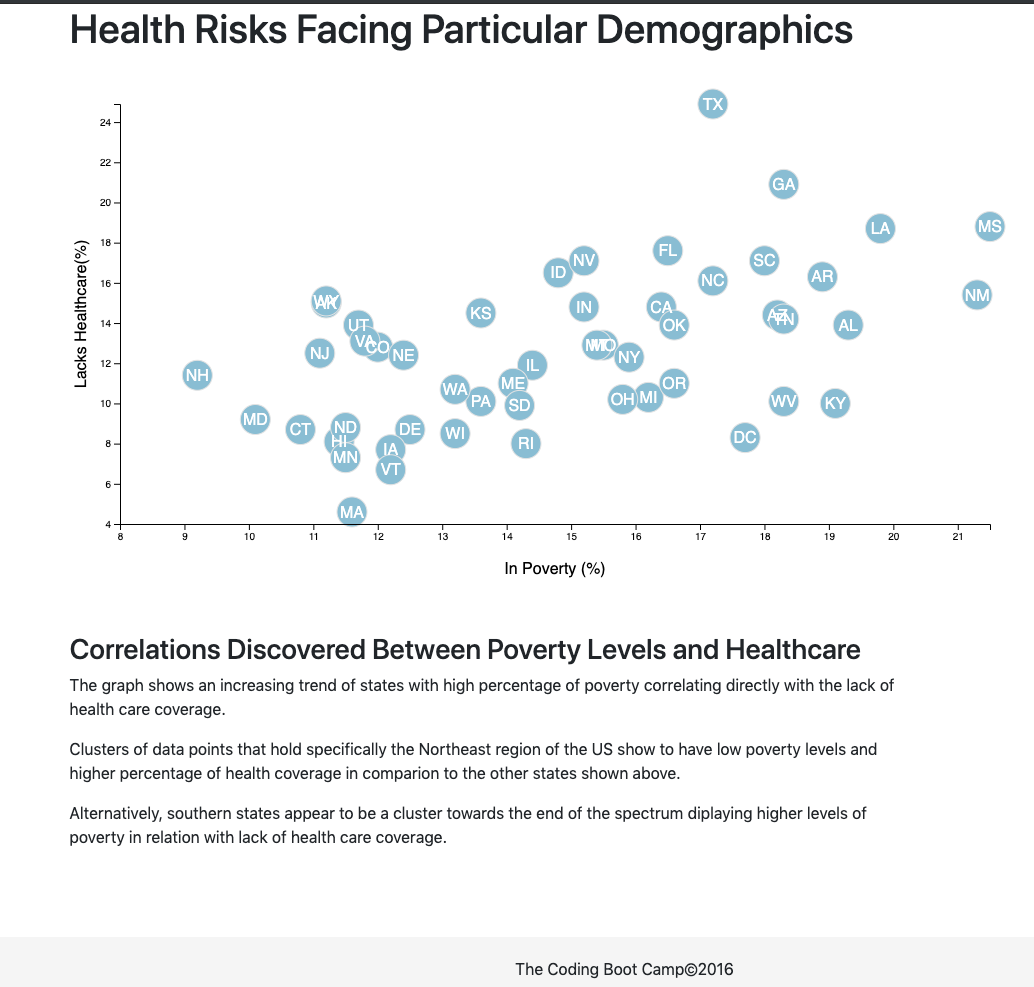 Health Risks Facing Particular Demographics
TX
24
22
GA
20
LA
MS
18
FL
NV
SC
ID
NC
AR
16
NM
WY
AK
IN
CA
KS
AZ
TN
14
UT
OK
AL
VA
CO
MT
MO
NJ
NE
NY
12
IL
NH
ME
OR
WA
PA
SD
OH
MI
WV
KY
10
MD
CT
ND
DE
WI
DC
HI
RI
8
MN
IA
VT
6
MA
4
8 9 10 11 12 13 14 15 16 17 18 19 20 21
Lacks Healthcare(%)
In Poverty (%)
Correlations Discovered Between Poverty Levels and Healthcare
The graph shows an increasing trend of states with high percentage of poverty correlating directly with the lack of
health care coverage.
Clusters of data points that hold specifically the Northeast region of the US show to have low poverty levels and
higher percentage of health coverage in comparion to the other states shown above.
Alternatively, southern states appear to be a cluster towards the end of the spectrum diplaying higher levels of
poverty in relation with lack of health care coverage.
The Coding Boot Camp©2016